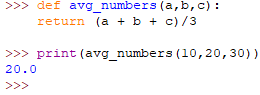 >>> def avg_numbers(a,b,c):
    return (a + b + c)/3

>>> print(avg_numbers(10,20,30))
20.0
>>>